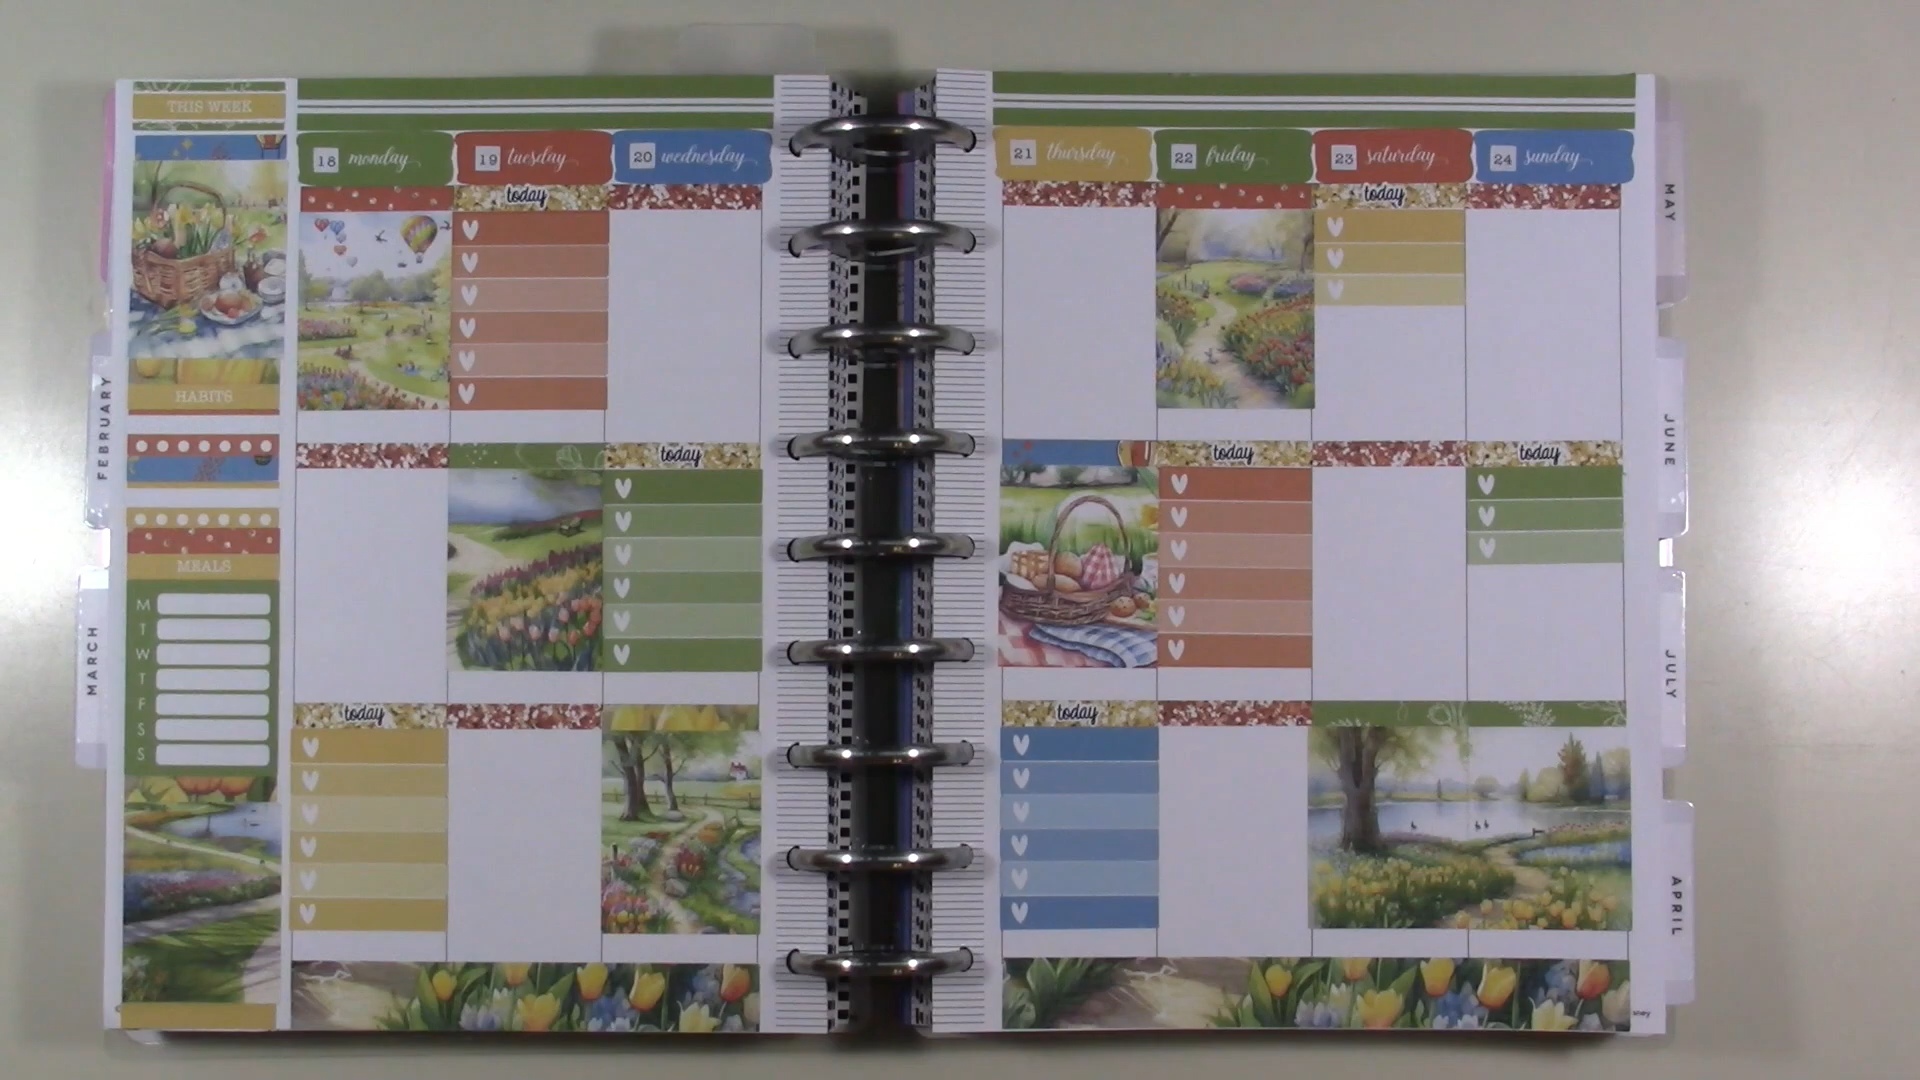 THIS WEEK
18 monday
19 tuesday
20 wednesday
21 thursday
22 friday
23 saturday
24 sunday
today
today
HABITS
today
today
today
MEALS
M
T
W
T
F
S
S
today
today
FEBRUARY
MARCH
MAY
JUNE
JULY
APRIL